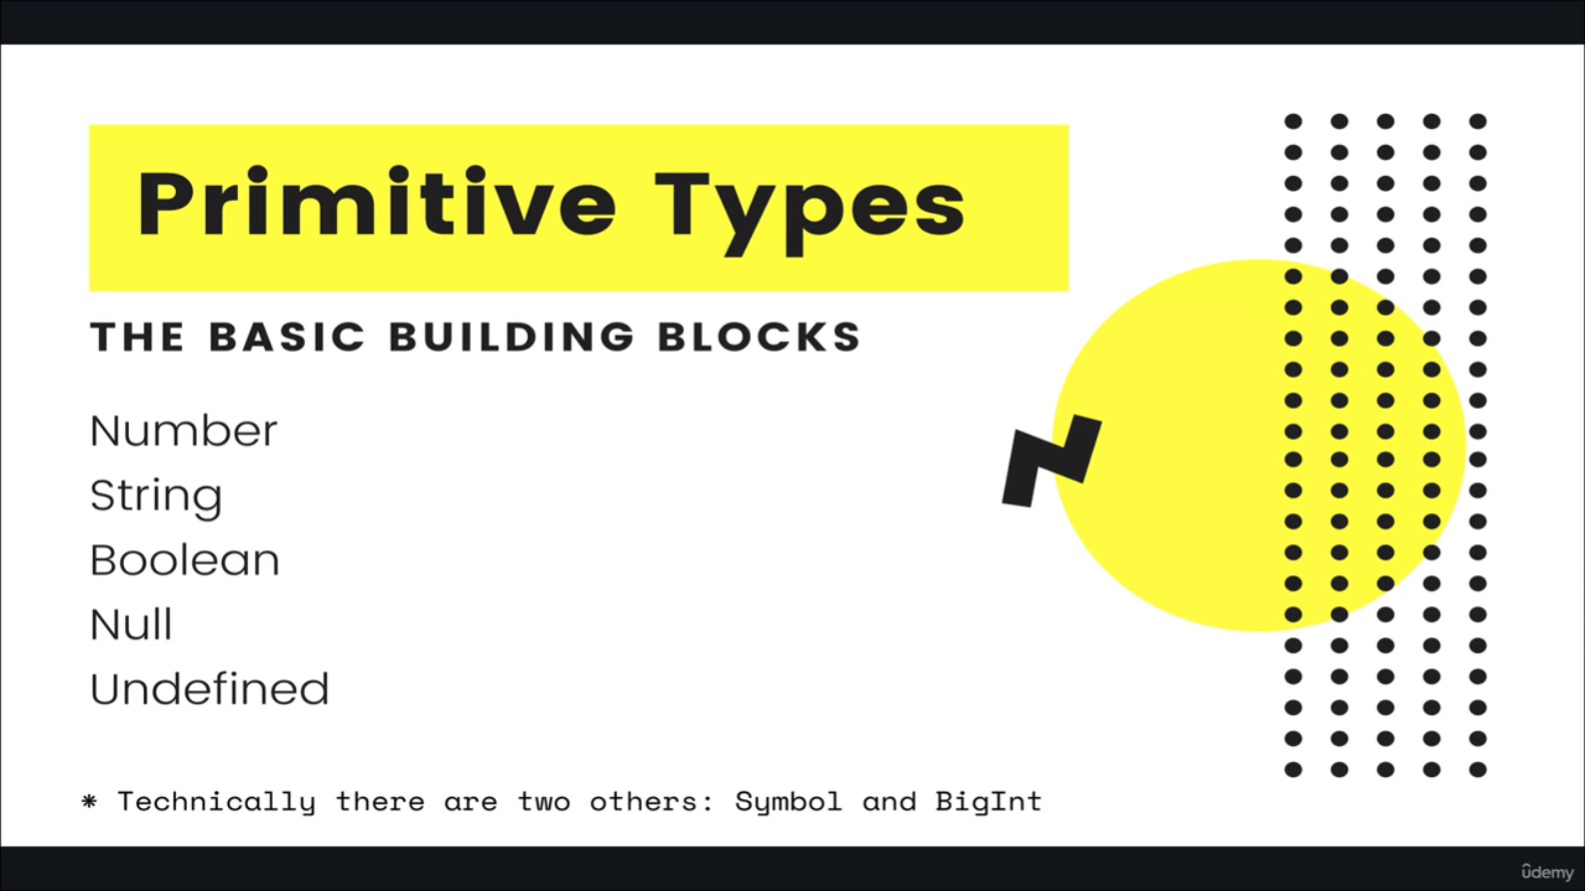 Primitive Types
THE BASIC BUILDING BLOCKS
Number
String
Boolean
Null
Undefined
* Technically there are two others: Symbol and BigInt
ûdemy